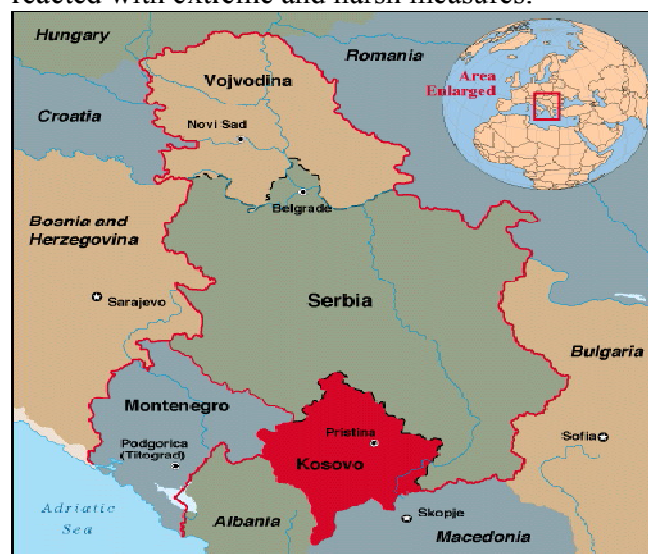 reacted with extreme and harsh measures.
Hungary
Romania
Vojvodina
Area
Enlarged
Croatia
Novi Sad
Belgrade
Bosnia and
Herzegovina
Serbia
Sarajevo
Bulgaria
Montenegro
Pristina
Podgorica
(Titograd)
Kosovo
Sofia
Adriatic
Sea
Albania
Skopje
Macedonia